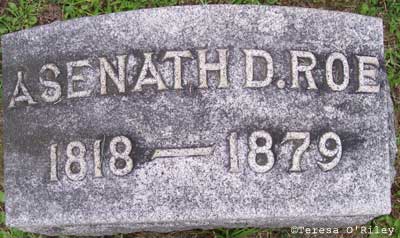 ASENATH D. ROE
1818 — 1879
©Teresa O'Riley